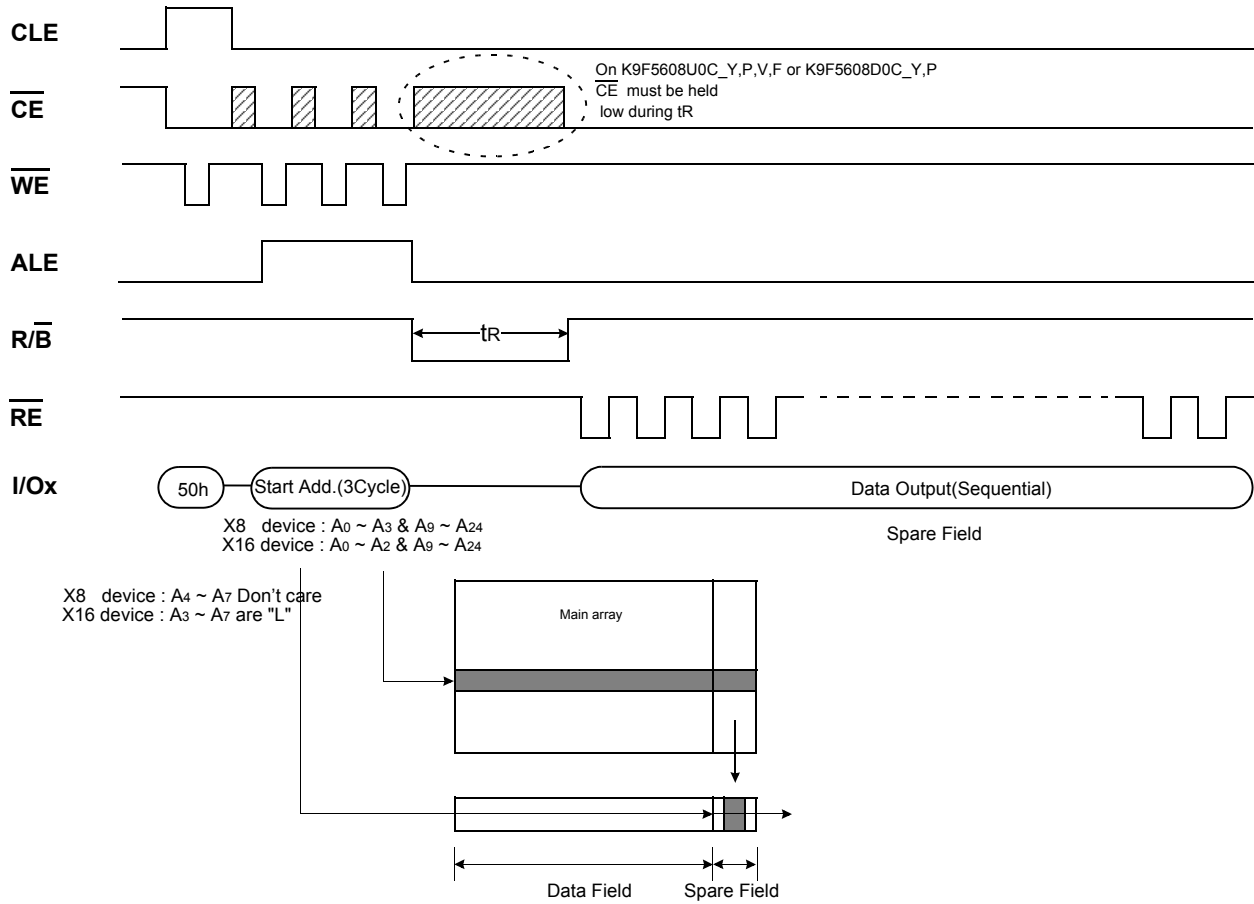 CLE
On K9F5608U0C_Y,P,V,F or K9F5608D0C_Y,P
CE must be held
low during tR
CE
WE
ALE
R/B
tR
RE
I/Ox
50h
Start Add.(3Cycle)
Data Output(Sequential)
X8 device : A0 ~ A3 & A9 ~ A24
X16 device : A0 ~ A2 & A9 ~ A24
Spare Field
X8 device : A4 ~ A7 Don't care
X16 device : A3 ~ A7 are "L"
Main array
Data Field
Spare Field